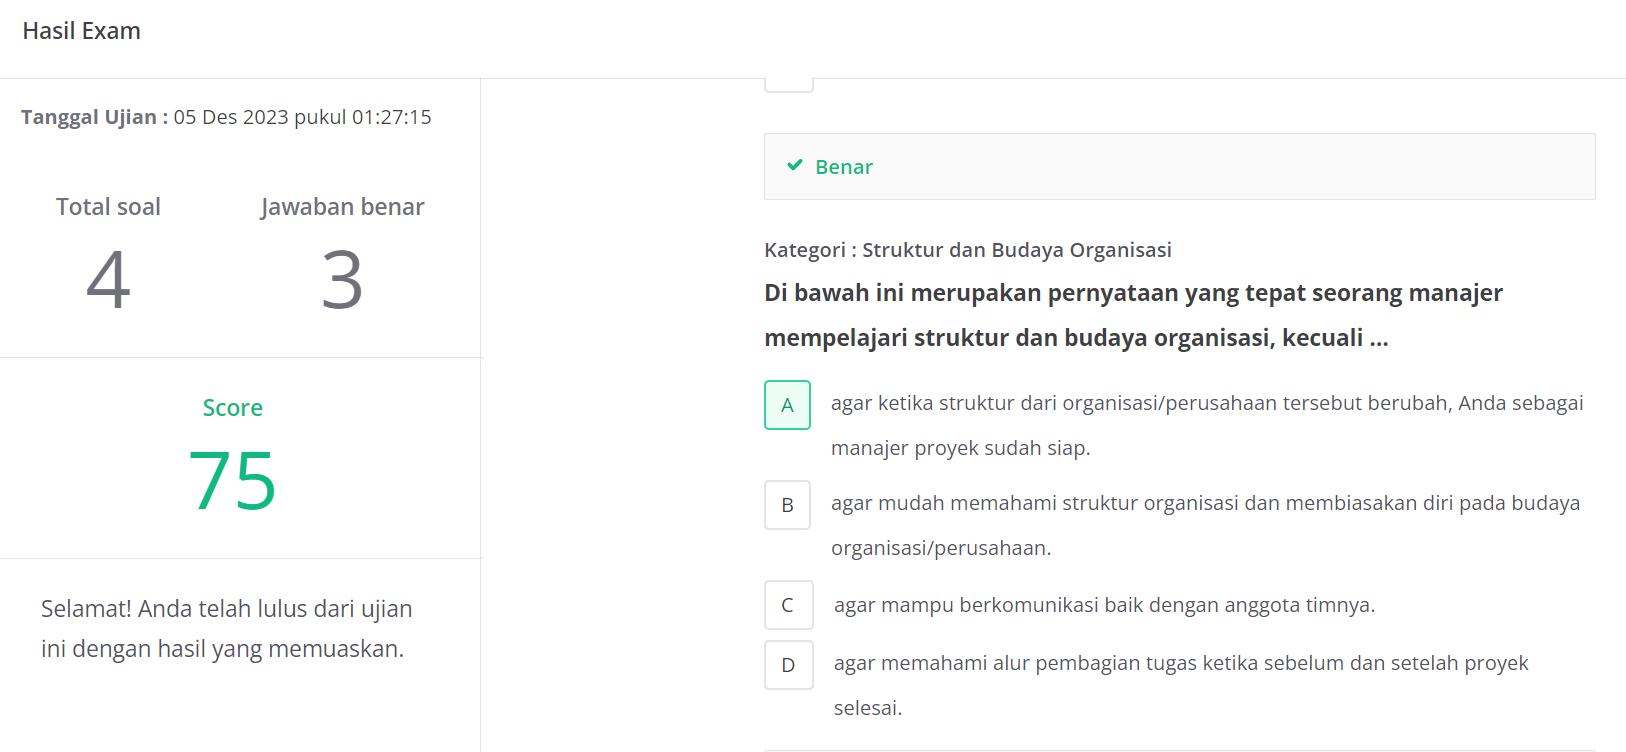 Hasil Exam
Tanggal Ujian : 05 Des 2023 pukul 01:27:15
Total soal
Jawaban benar
4
3
Score
75
Selamat! Anda telah lulus dari ujian
ini dengan hasil yang memuaskan.
Benar
Kategori : Struktur dan Budaya Organisasi
Di bawah ini merupakan pernyataan yang tepat seorang manajer
mempelajari struktur dan budaya organisasi, kecuali ...
A agar ketika struktur dari organisasi/perusahaan tersebut berubah, Anda sebagai
manajer proyek sudah siap.
B agar mudah memahami struktur organisasi dan membiasakan diri pada budaya
organisasi/perusahaan.
C agar mampu berkomunikasi baik dengan anggota timnya.
D agar memahami alur pembagian tugas ketika sebelum dan setelah proyek
selesai.